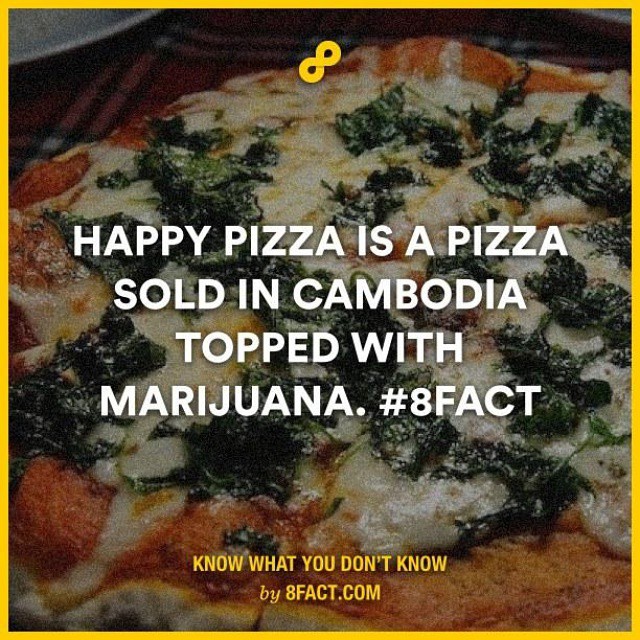 HAPPY PIZZA IS A PIZZA
SOLD IN CAMBODIA
TOPPED WITH
MARIJUANA. #8FACT
KNOW WHAT YOU DON'T KNOW
by 8FACT.COM